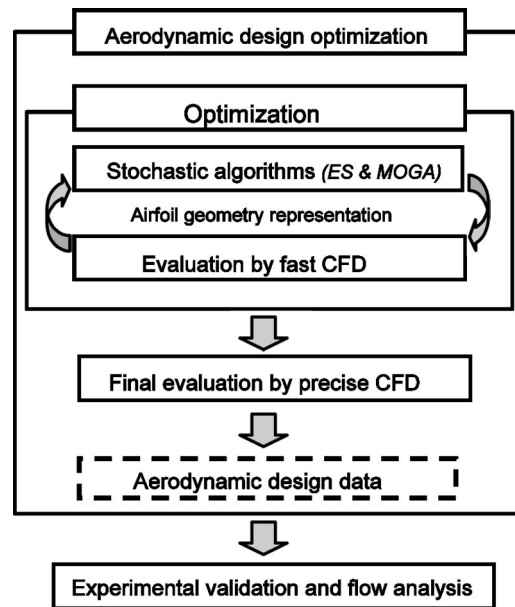 Aerodynamic design optimization
Optimization
Stochastic algorithms (ES & MOGA)
Airfoil geometry representation
Evaluation by fast CFD
Final evaluation by precise CFD
Aerodynamic design data
Experimental validation and flow analysis